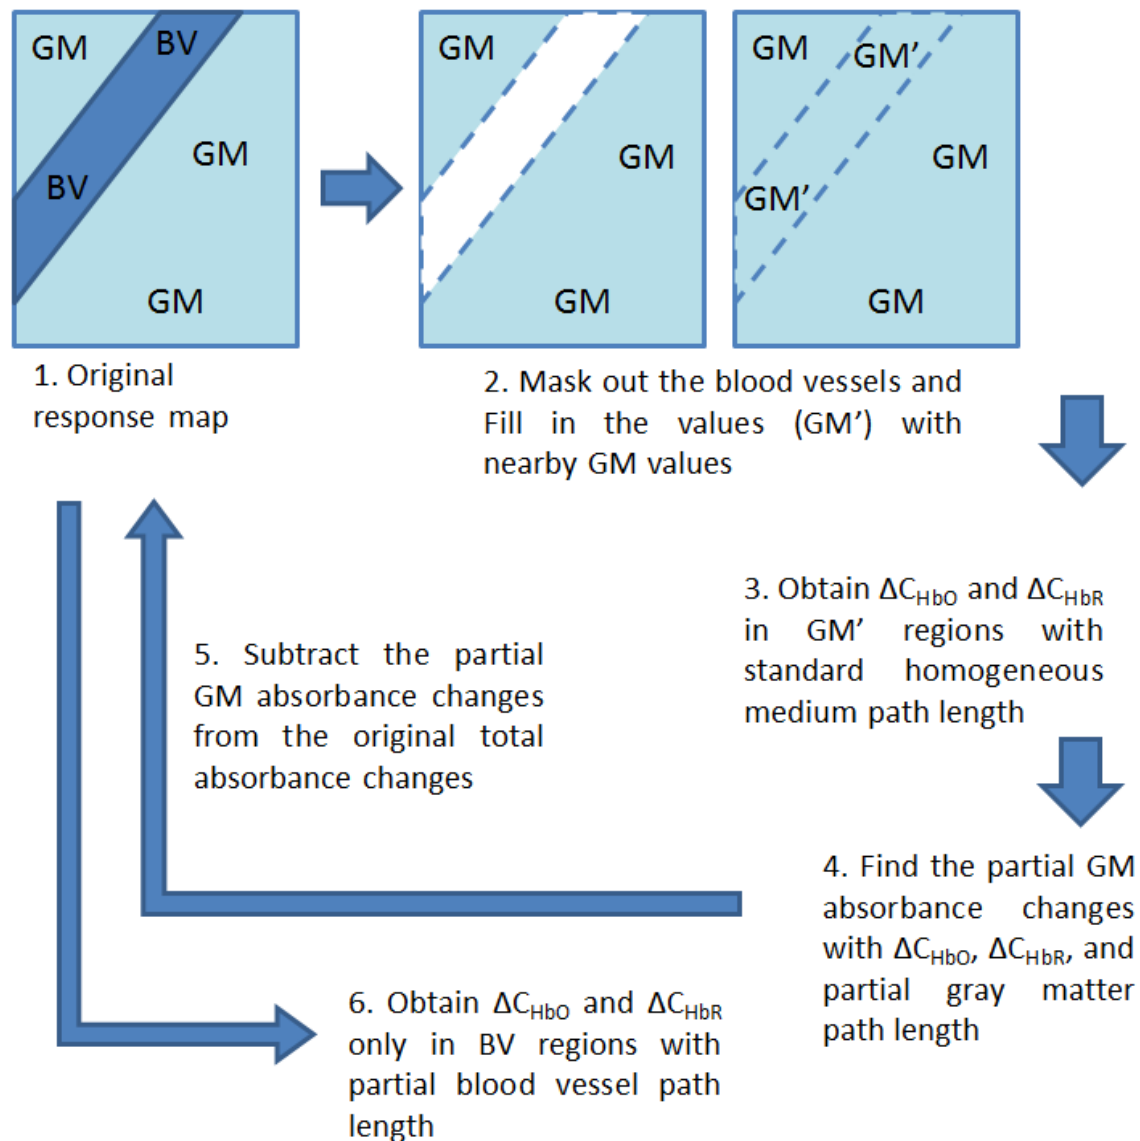 GM
BV
GM
BV
GM
GM
GM
GM
GM
GM’
GM
GM’
GM
1. Original
response map
2. Mask out the blood vessels and
Fill in the values (GM’) with
nearby GM values
3. Obtain ΔC_HbO and ΔC_HbR
in GM’ regions with
standard homogeneous
medium path length
4. Find the partial GM
absorbance changes
with ΔC_HbO, ΔC_HbR, and
partial gray matter
path length
5. Subtract the partial
GM absorbance changes
from the original total
absorbance changes
6. Obtain ΔC_HbO and ΔC_HbR
only in BV regions with
partial blood vessel path
length